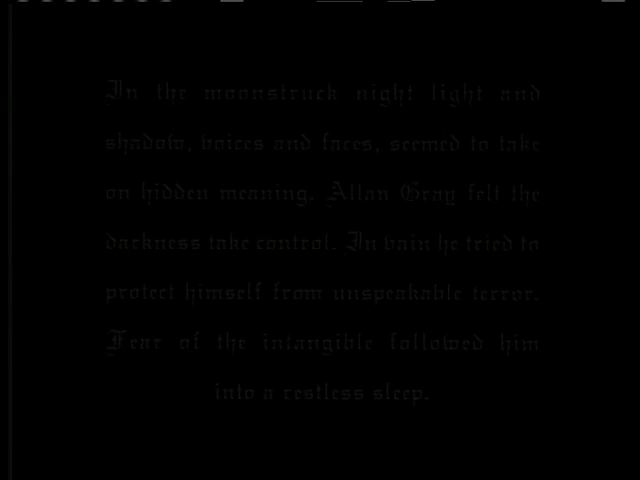 In the moonstruck night light and
shadow, voices and faces, seemed to take
on hidden meaning. Allan Gray felt the
darkness take control. In vain he tried to
protect himself from unspeakable terror.
Fear of the intangible followed him
into a restless sleep.